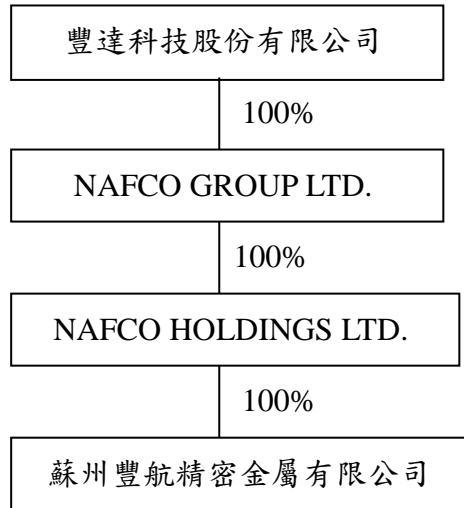 豐達科技股份有限公司
100%
NAFCO GROUP LTD.
100%
NAFCO HOLDINGS LTD.
100%
蘇州豐航精密金屬有限公司